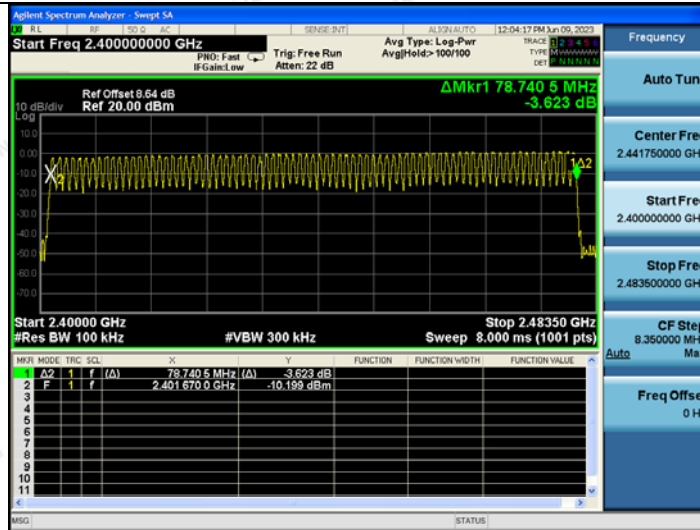 Agilent Spectrum Analyzer - Swept SA
RL RF 50 Ω AC SENSE:INT ALIGN AUTO 12:04:17 PM Jun 09, 2023
Start Freq 2.400000000 GHz
PNO: Fast
IFGain:Low
Trig: Free Run
Atten: 22 dB
Avg Type: Log-Pwr
Avg|Hold:> 100/100
TRACE 1 2 3 4 5 6
TYPE
DET P N N N N N
Ref Offset 8.64 dB
10 dB/div Ref 20.00 dBm
Log
ΔMkr1 78.740 5 MHz
-3.623 dB
10.0
0.00
-10.0
-20.0
-30.0
-40.0
-50.0
-60.0
-70.0
2
1Δ2
Start 2.40000 GHz Stop 2.48350 GHz
#Res BW 100 kHz #VBW 300 kHz Sweep 8.000 ms (1001 pts)
MKR MODE TRC SCL X Y FUNCTION FUNCTION WIDTH FUNCTION VALUE
1 Δ2 1 f (Δ) 78.740 5 MHz (Δ) -3.623 dB
2 F 1 f 2.401 670 0 GHz -10.199 dBm
3
4
5
6
7
8
9
10
11
MSG STATUS
Frequency
Auto Tun
Center Fre
2.441750000 GH
Start Fre
2.400000000 GH
Stop Fre
2.483500000 GH
CF Step
8.350000 MH
Auto Ma
Freq Offse
0 H